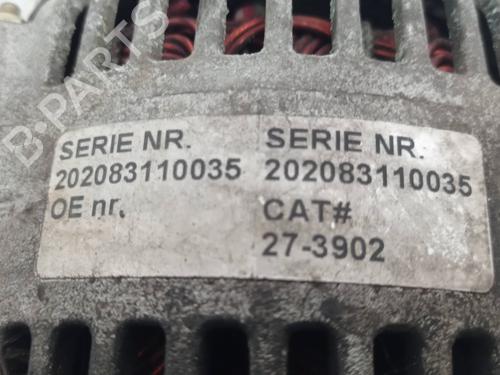 B-PARTS
SERIE NR.
202083110035
OE nr.
SERIE NR.
202083110035
CAT#
27-3902